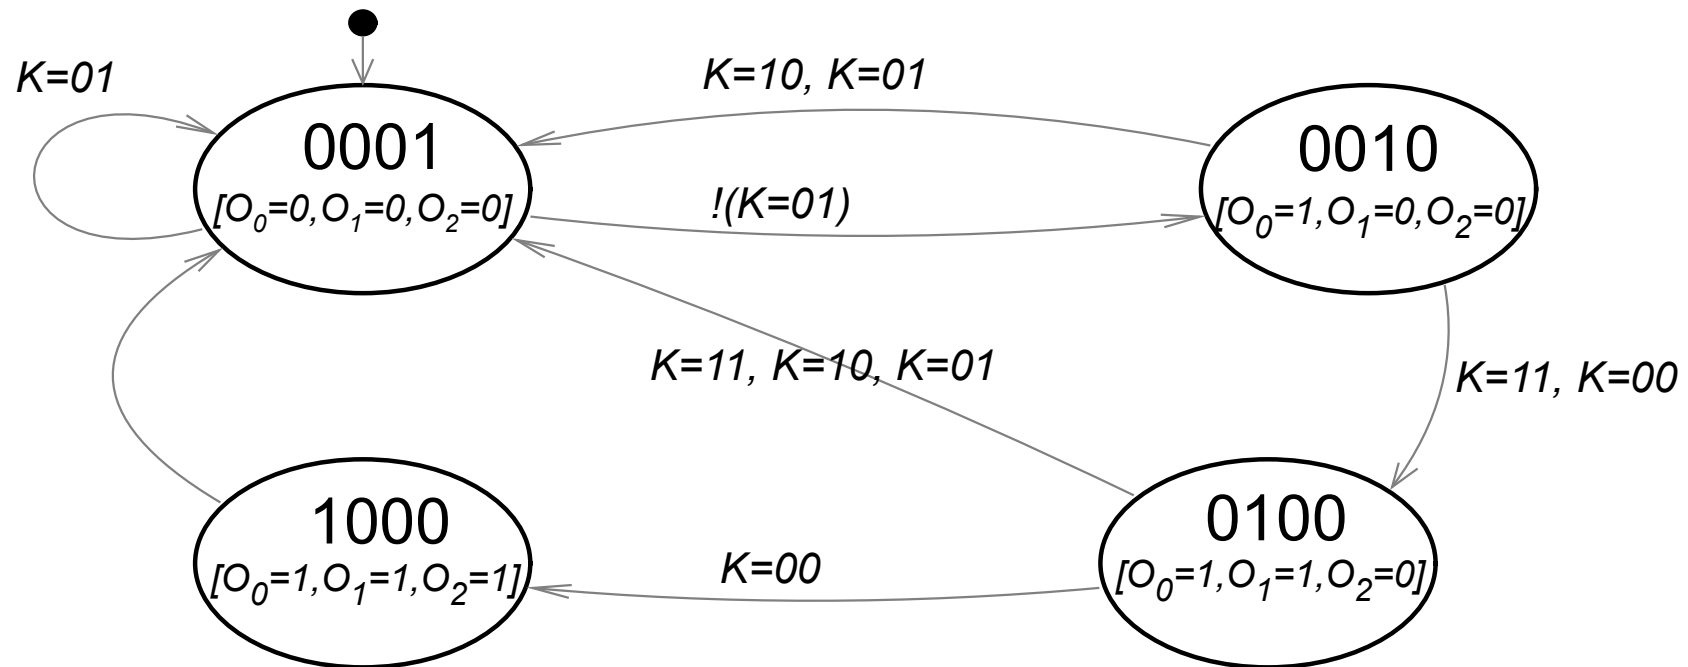 K=01
K=10, K=01
0001
[O₀=0,O₁=0,O₂=0]
!(K=01)
0010
[O₀=1,O₁=0,O₂=0]
K=11, K=10, K=01
K=11, K=00
1000
[O₀=1,O₁=1,O₂=1]
K=00
0100
[O₀=1,O₁=1,O₂=0]